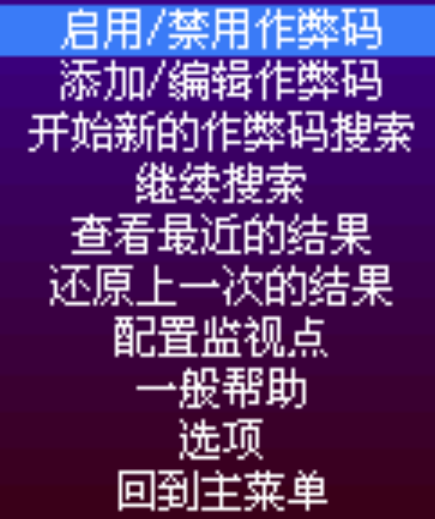 启用/禁用作弊码
添加/编辑作弊码
开始新的作弊码搜索
继续搜索
查看最近的结果
还原上一次的结果
配置监视点
一般帮助
选项
回到主菜单